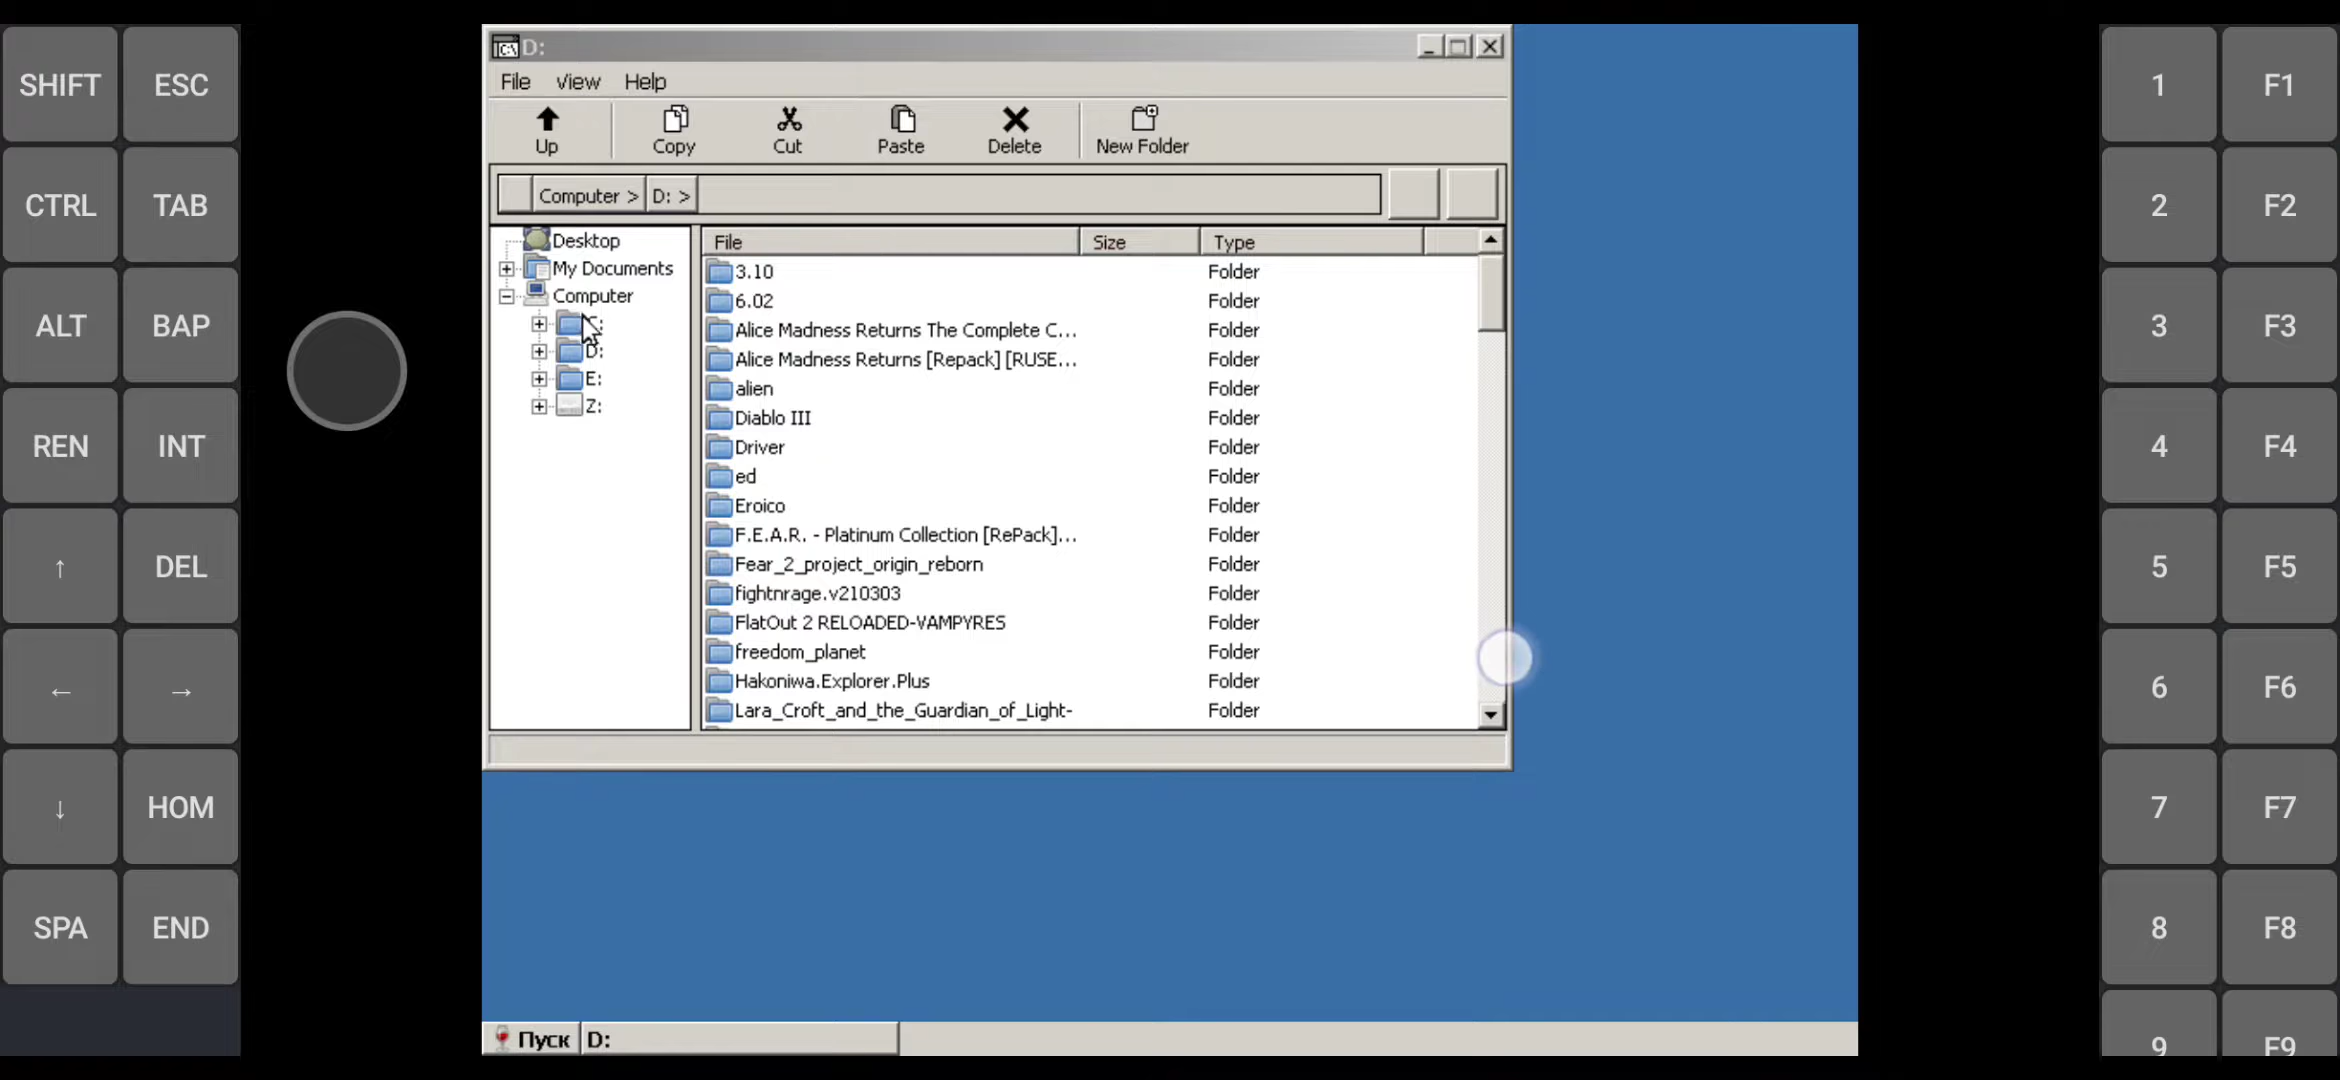 SHIFT ESC
CTRL TAB
ALT BAP
REN INT
↑ DEL
← →
↓ HOM
SPA END
D:
File View Help
Up Copy Cut Paste Delete New Folder
Computer > D: >
Desktop
My Documents
Computer
C:
D:
E:
Z:
File Size Type
3.10 Folder
6.02 Folder
Alice Madness Returns The Complete C... Folder
Alice Madness Returns [Repack] [RUSE... Folder
alien Folder
Diablo III Folder
Driver Folder
ed Folder
Eroico Folder
F.E.A.R. - Platinum Collection [RePack]... Folder
Fear_2_project_origin_reborn Folder
fightnrage.v210303 Folder
FlatOut 2 RELOADED-VAMPYRES Folder
freedom_planet Folder
Hakoniwa.Explorer.Plus Folder
Lara_Croft_and_the_Guardian_of_Light- Folder
Пуск D:
1 F1
2 F2
3 F3
4 F4
5 F5
6 F6
7 F7
8 F8
9 F9